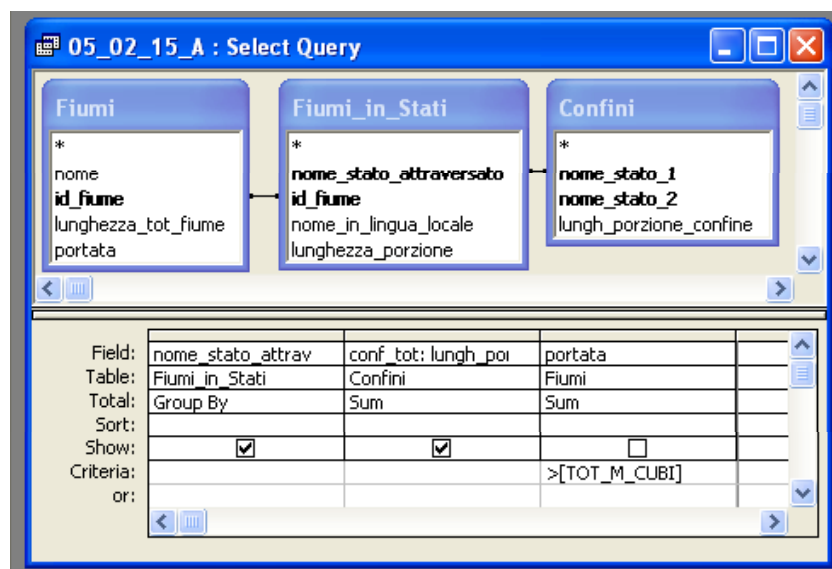 05_02_15_A : Select Query
Fiumi
*
nome
id_fiume
lunghezza_tot_fiume
portata
Fiumi_in_Stati
*
nome_stato_attraversato
id_fiume
nome_in_lingua_locale
lunghezza_porzione
Confini
*
nome_stato_1
nome_stato_2
lungh_porzione_confine
Field: nome_stato_attrav conf_tot: lungh_poi portata
Table: Fiumi_in_Stati Confini Fiumi
Total: Group By Sum Sum
Sort:
Show:
Criteria: >[TOT_M_CUBI]
or: